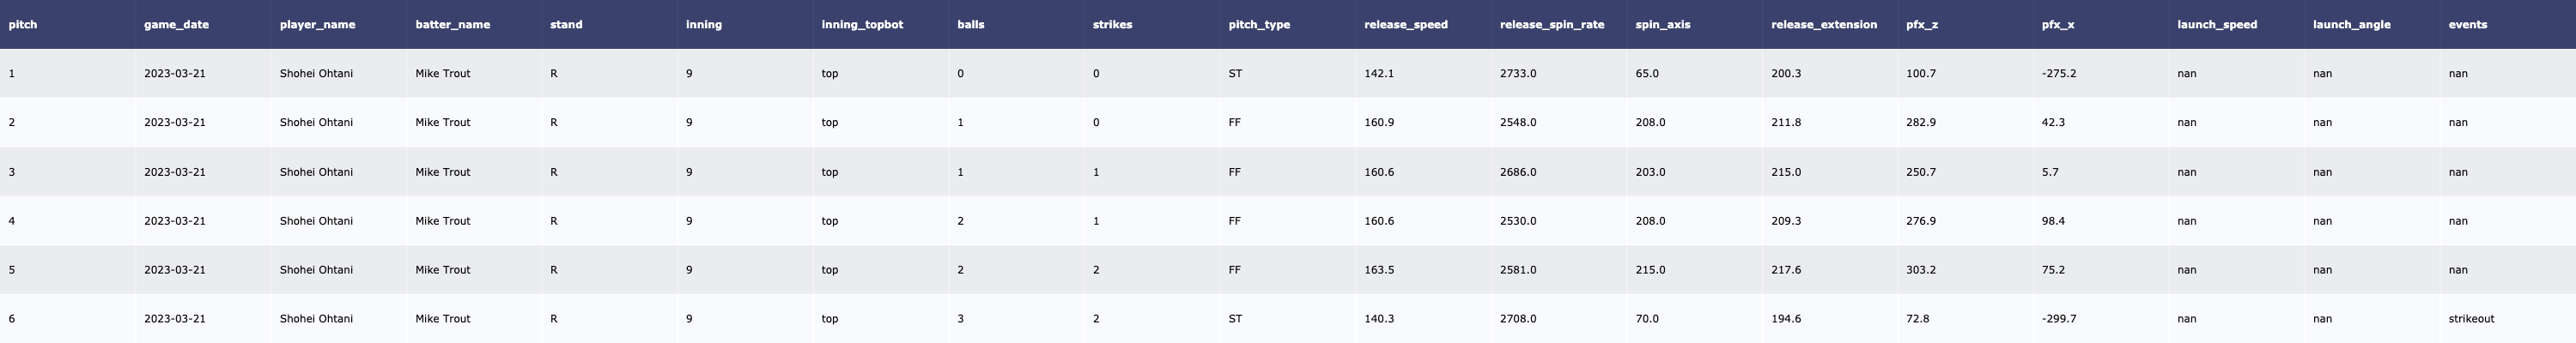 pitch game_date player_name batter_name stand inning inning_topbot balls strikes pitch_type release_speed release_spin_rate spin_axis release_extension pfx_z pfx_x launch_speed launch_angle events
1 2023-03-21 Shohei Ohtani Mike Trout R 9 top 0 0 ST 142.1 2733.0 65.0 200.3 100.7 -275.2 nan nan nan
2 2023-03-21 Shohei Ohtani Mike Trout R 9 top 1 0 FF 160.9 2548.0 208.0 211.8 282.9 42.3 nan nan nan
3 2023-03-21 Shohei Ohtani Mike Trout R 9 top 1 1 FF 160.6 2686.0 203.0 215.0 250.7 5.7 nan nan nan
4 2023-03-21 Shohei Ohtani Mike Trout R 9 top 2 1 FF 160.6 2530.0 208.0 209.3 276.9 98.4 nan nan nan
5 2023-03-21 Shohei Ohtani Mike Trout R 9 top 2 2 FF 163.5 2581.0 215.0 217.6 303.2 75.2 nan nan nan
6 2023-03-21 Shohei Ohtani Mike Trout R 9 top 3 2 ST 140.3 2708.0 70.0 194.6 72.8 -299.7 nan nan strikeout